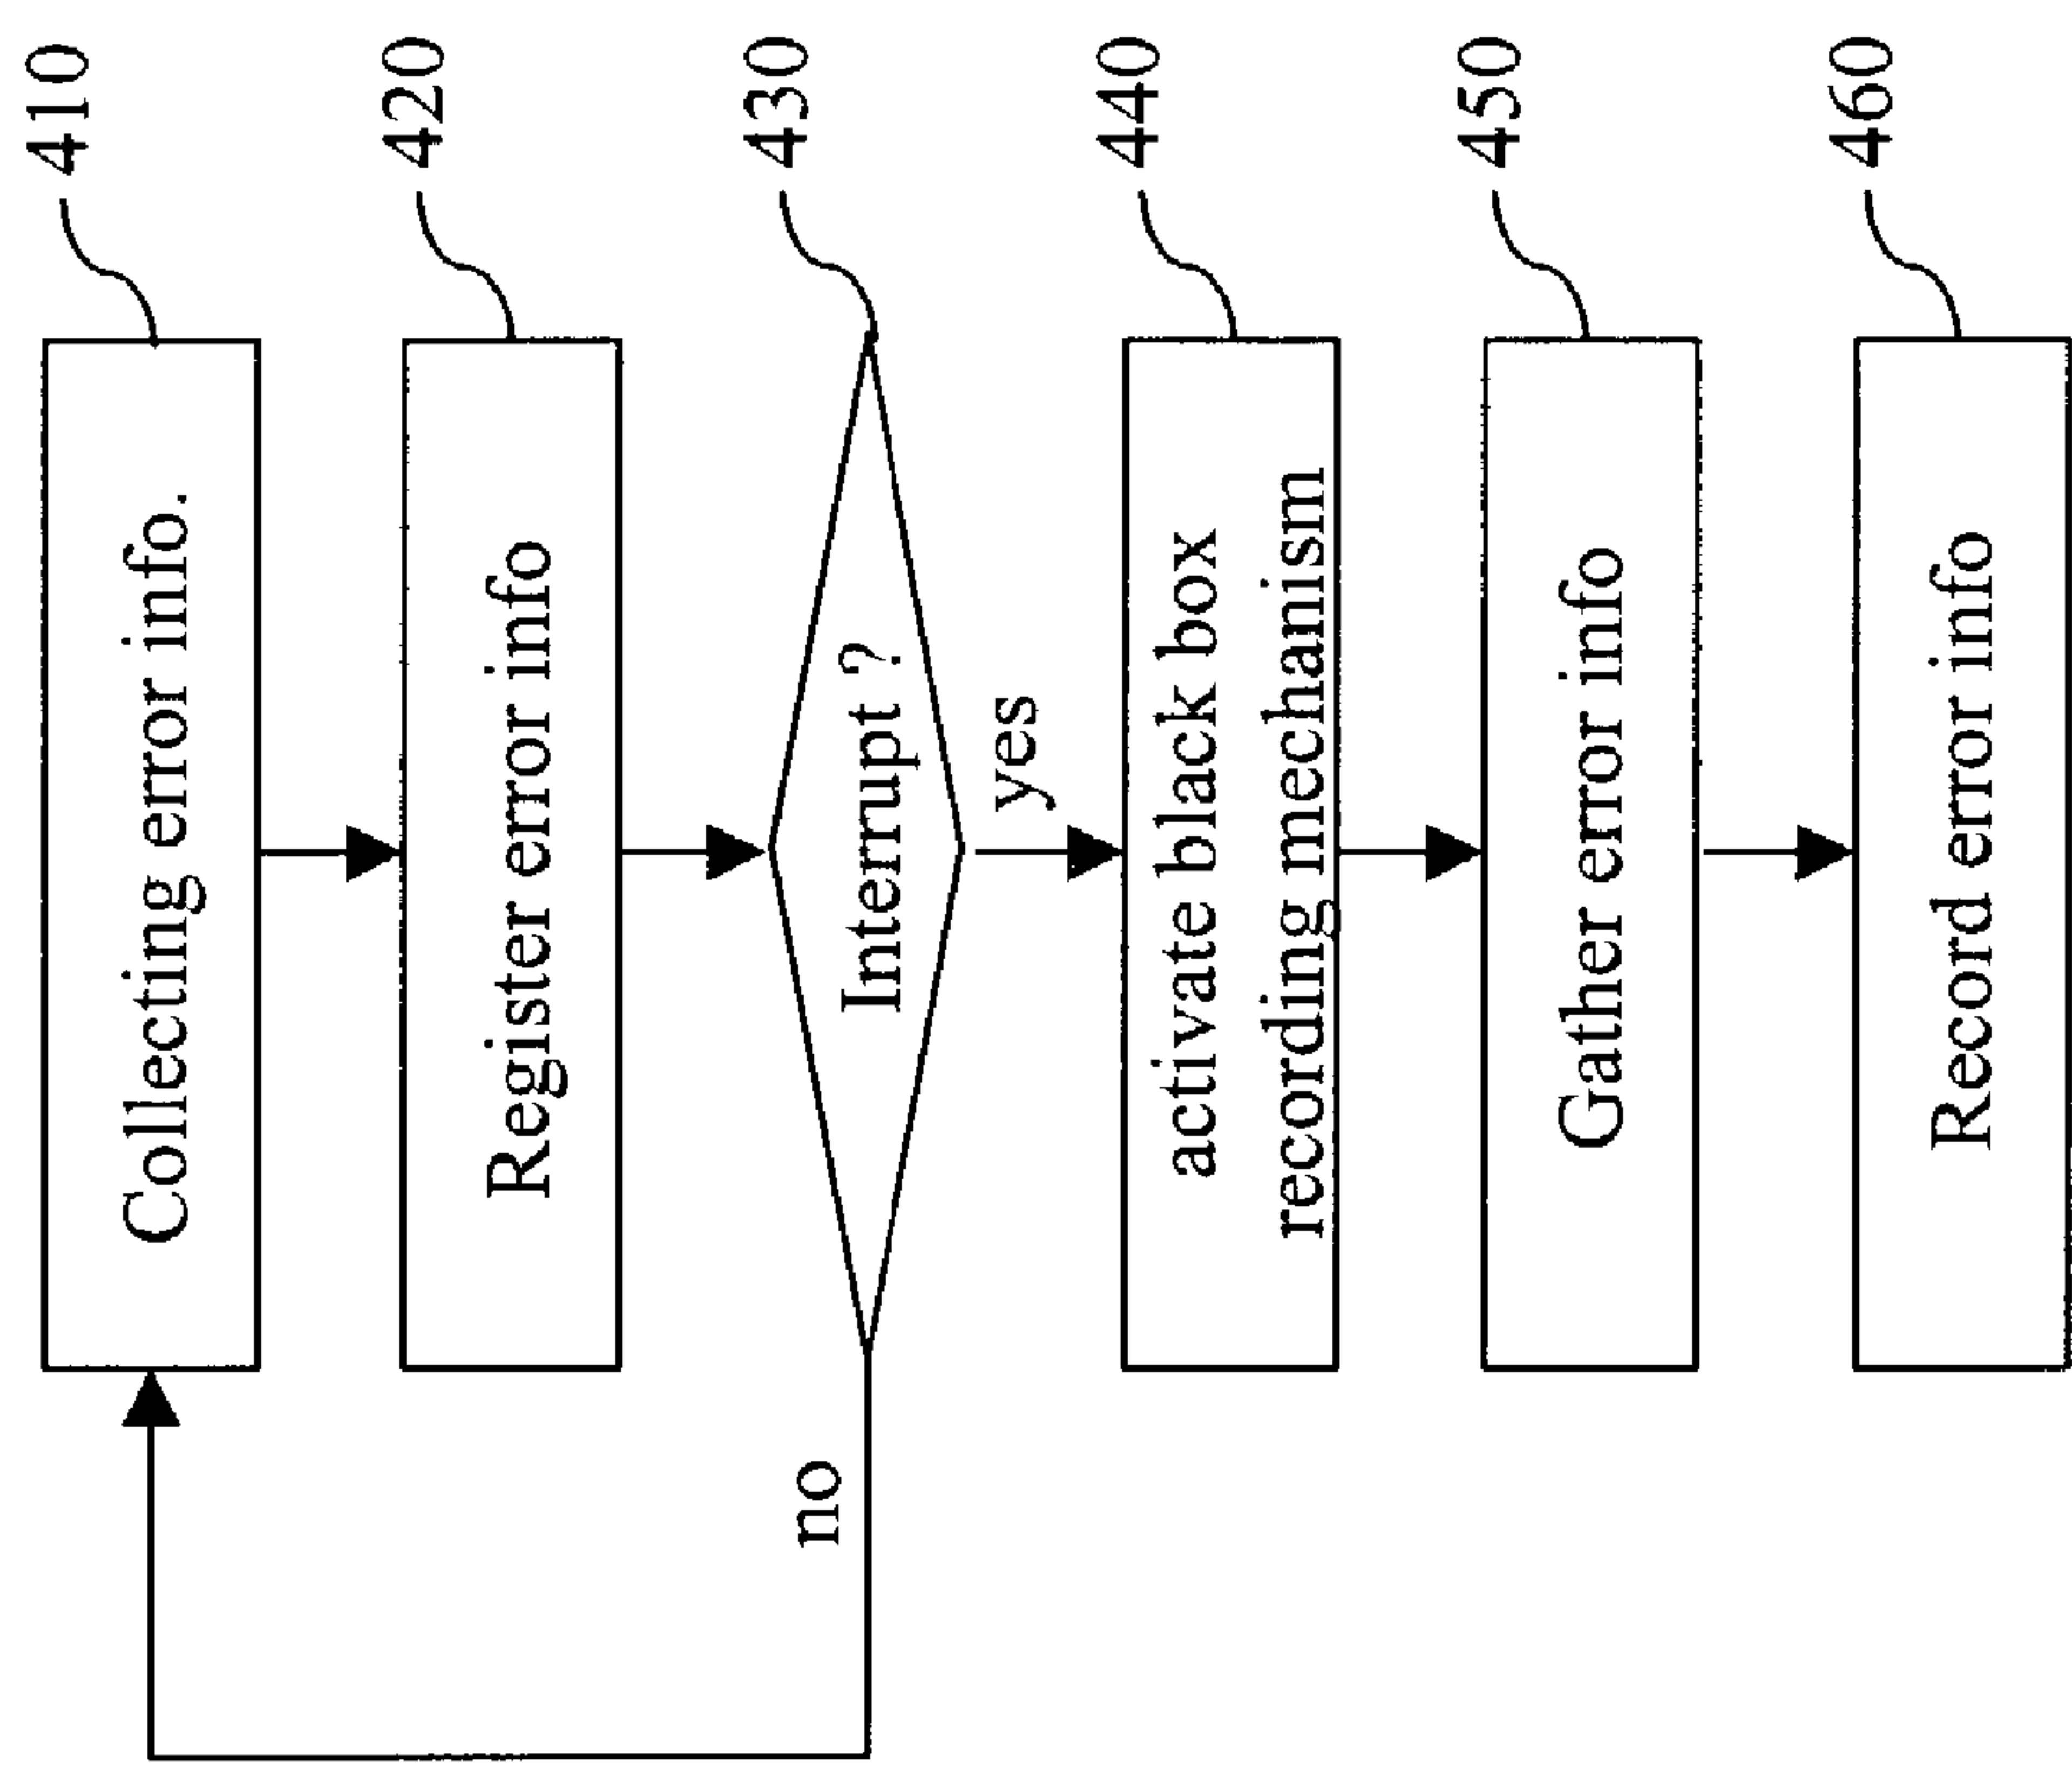 Collecting error info.
410
Register error info
420
Interrupt ?
430
no
yes
activate black box
recording mechanism
440
Gather error info
450
Record error info
460